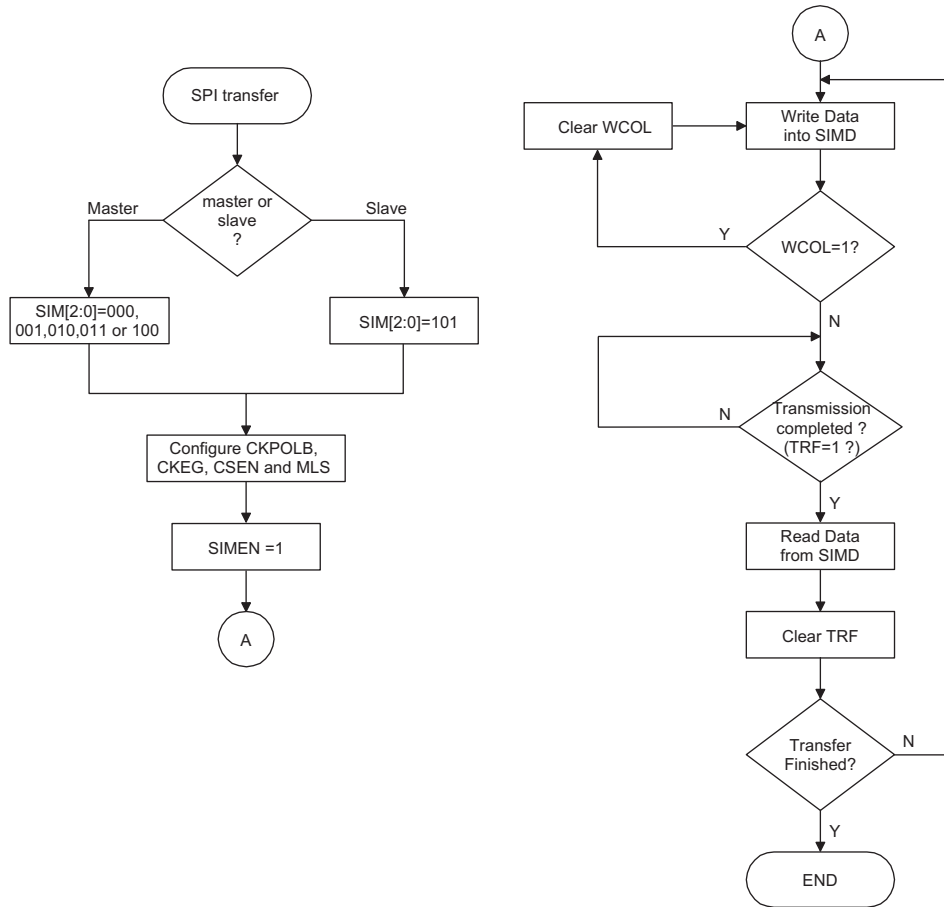 SPI transfer
master or
slave
?
Master
Slave
SIM[2:0]=000,
001,010,011 or 100
SIM[2:0]=101
Configure CKPOLB,
CKEG, CSEN and MLS
SIMEN =1
A
A
Clear WCOL
Write Data
into SIMD
Y
WCOL=1?
N
N
Transmission
completed ?
(TRF=1 ?)
Y
Read Data
from SIMD
Clear TRF
Transfer
Finished?
N
Y
END